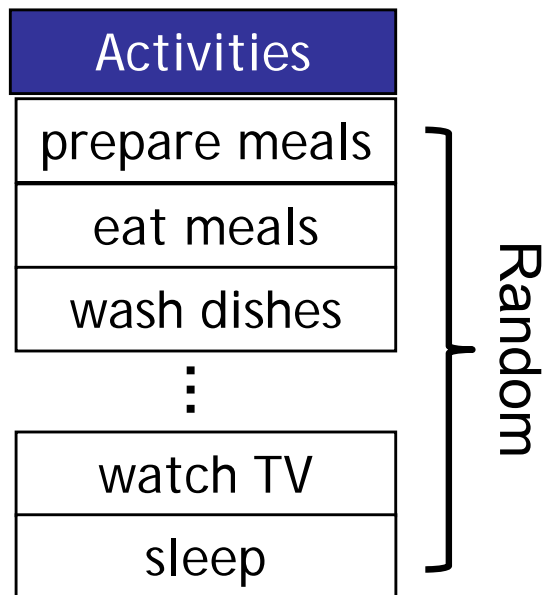 Activities
prepare meals
eat meals
wash dishes
⋮
watch TV
sleep
Random